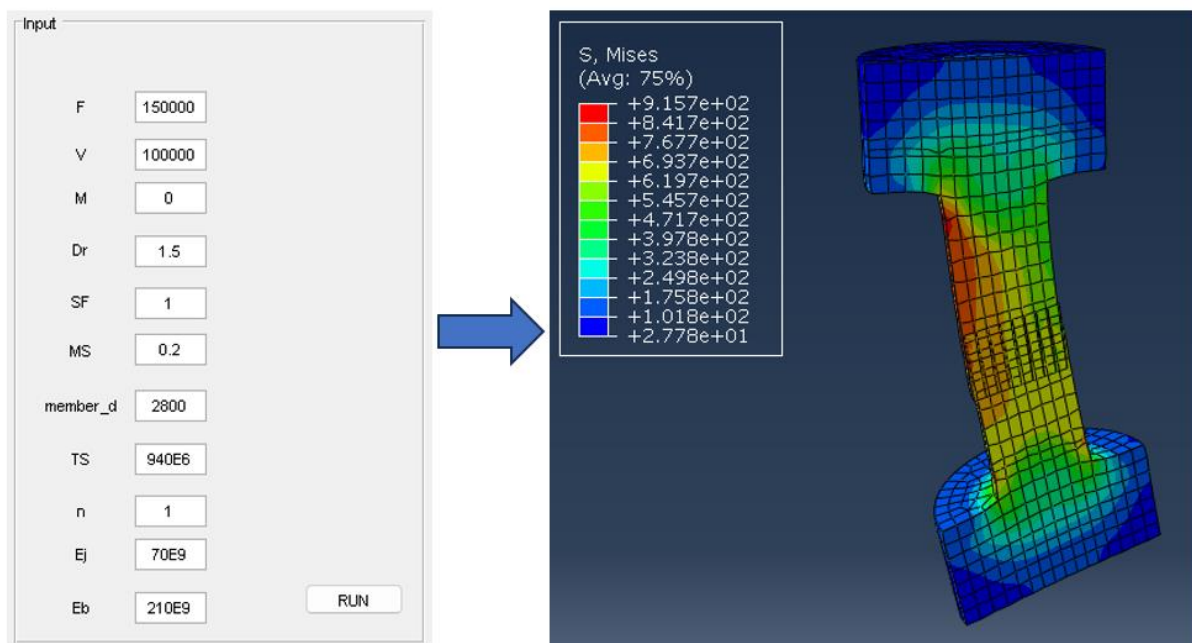 Input
F 150000
V 100000
M 0
Dr 1.5
SF 1
MS 0.2
member_d 2800
TS 940E6
n 1
Ej 70E9
Eb 210E9
RUN
S, Mises
(Avg: 75%)
+9.157e+02
+8.417e+02
+7.677e+02
+6.937e+02
+6.197e+02
+5.457e+02
+4.717e+02
+3.978e+02
+3.238e+02
+2.498e+02
+1.758e+02
+1.018e+02
+2.778e+01